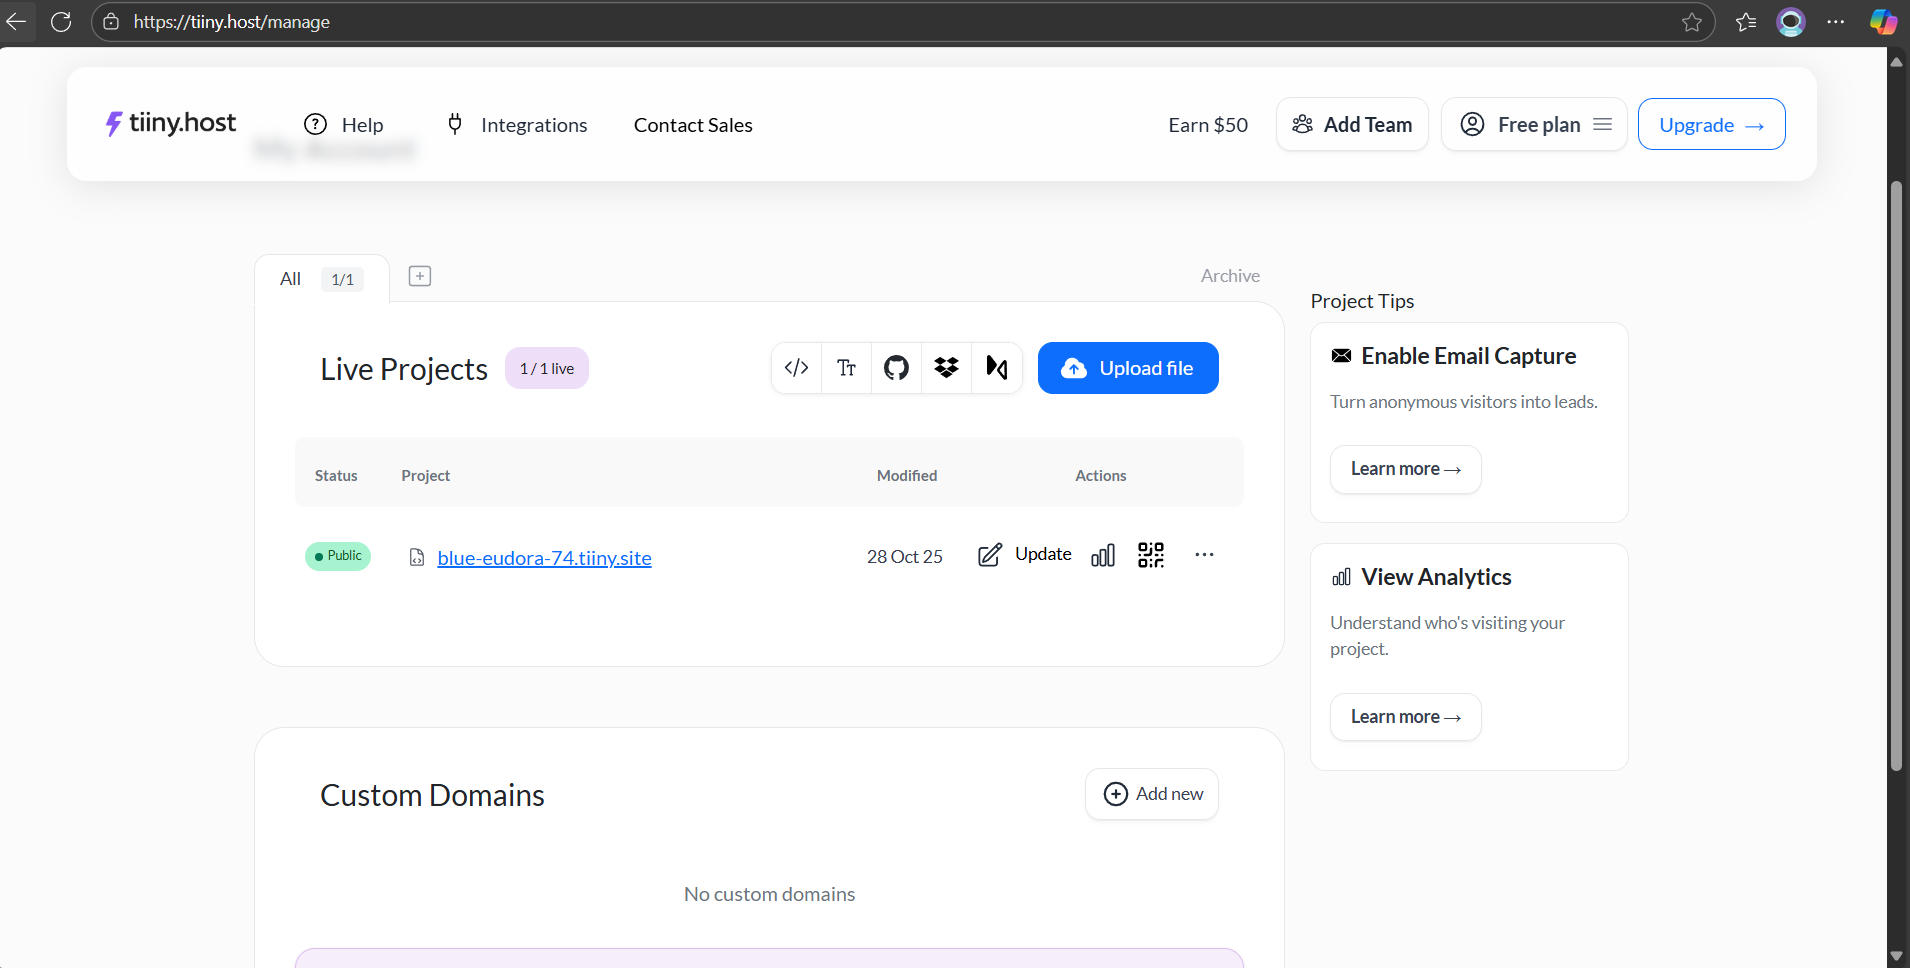 https://tiiny.host/manage
tiiny.host
Help
Integrations
Contact Sales
Earn $50
Add Team
Free plan
Upgrade →
My Account
All 1/1
Archive
Live Projects
1 / 1 live
Tt
Upload file
Status Project Modified Actions
Public
blue-eudora-74.tiiny.site
28 Oct 25
Update
Project Tips
Enable Email Capture
Turn anonymous visitors into leads.
Learn more →
View Analytics
Understand who's visiting your
project.
Learn more →
Custom Domains
Add new
No custom domains